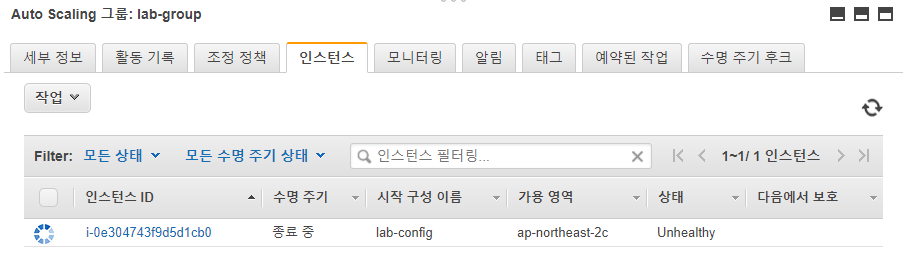 Auto Scaling 그룹: lab-group
세부 정보 활동 기록 조정 정책 인스턴스 모니터링 알림 태그 예약된 작업 수명 주기 후크
작업
Filter: 모든 상태 모든 수명 주기 상태 인스턴스 필터링... 1~1/ 1 인스턴스
인스턴스 ID 수명 주기 시작 구성 이름 가용 영역 상태 다음에서 보호
i-0e304743f9d5d1cb0 종료 중 lab-config ap-northeast-2c Unhealthy